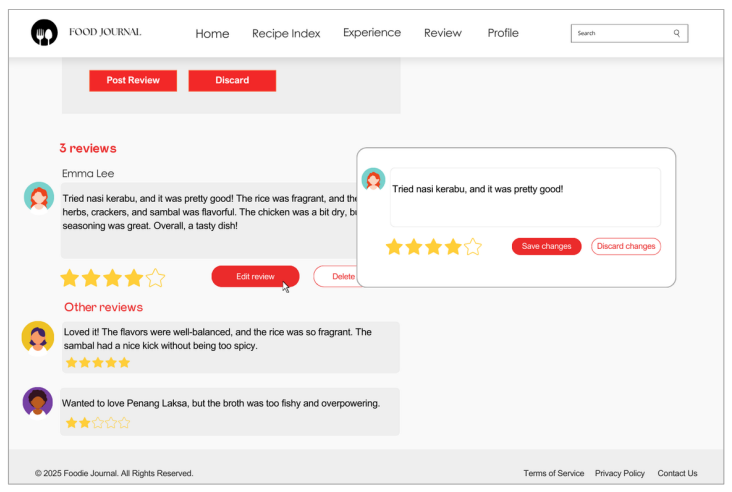 FOOD JOURNAL
Home
Recipe Index
Experience
Review
Profile
Search
Post Review
Discard
3 reviews
Emma Lee
Tried nasi kerabu, and it was pretty good! The rice was fragrant, and the
herbs, crackers, and sambal was flavorful. The chicken was a bit dry, b
seasoning was great. Overall, a tasty dish!
Edit review
Delete
Tried nasi kerabu, and it was pretty good!
Save changes
Discard changes
Other reviews
Loved it! The flavors were well-balanced, and the rice was so fragrant. The
sambal had a nice kick without being too spicy.
Wanted to love Penang Laksa, but the broth was too fishy and overpowering.
© 2025 Foodie Journal. All Rights Reserved.
Terms of Service
Privacy Policy
Contact Us